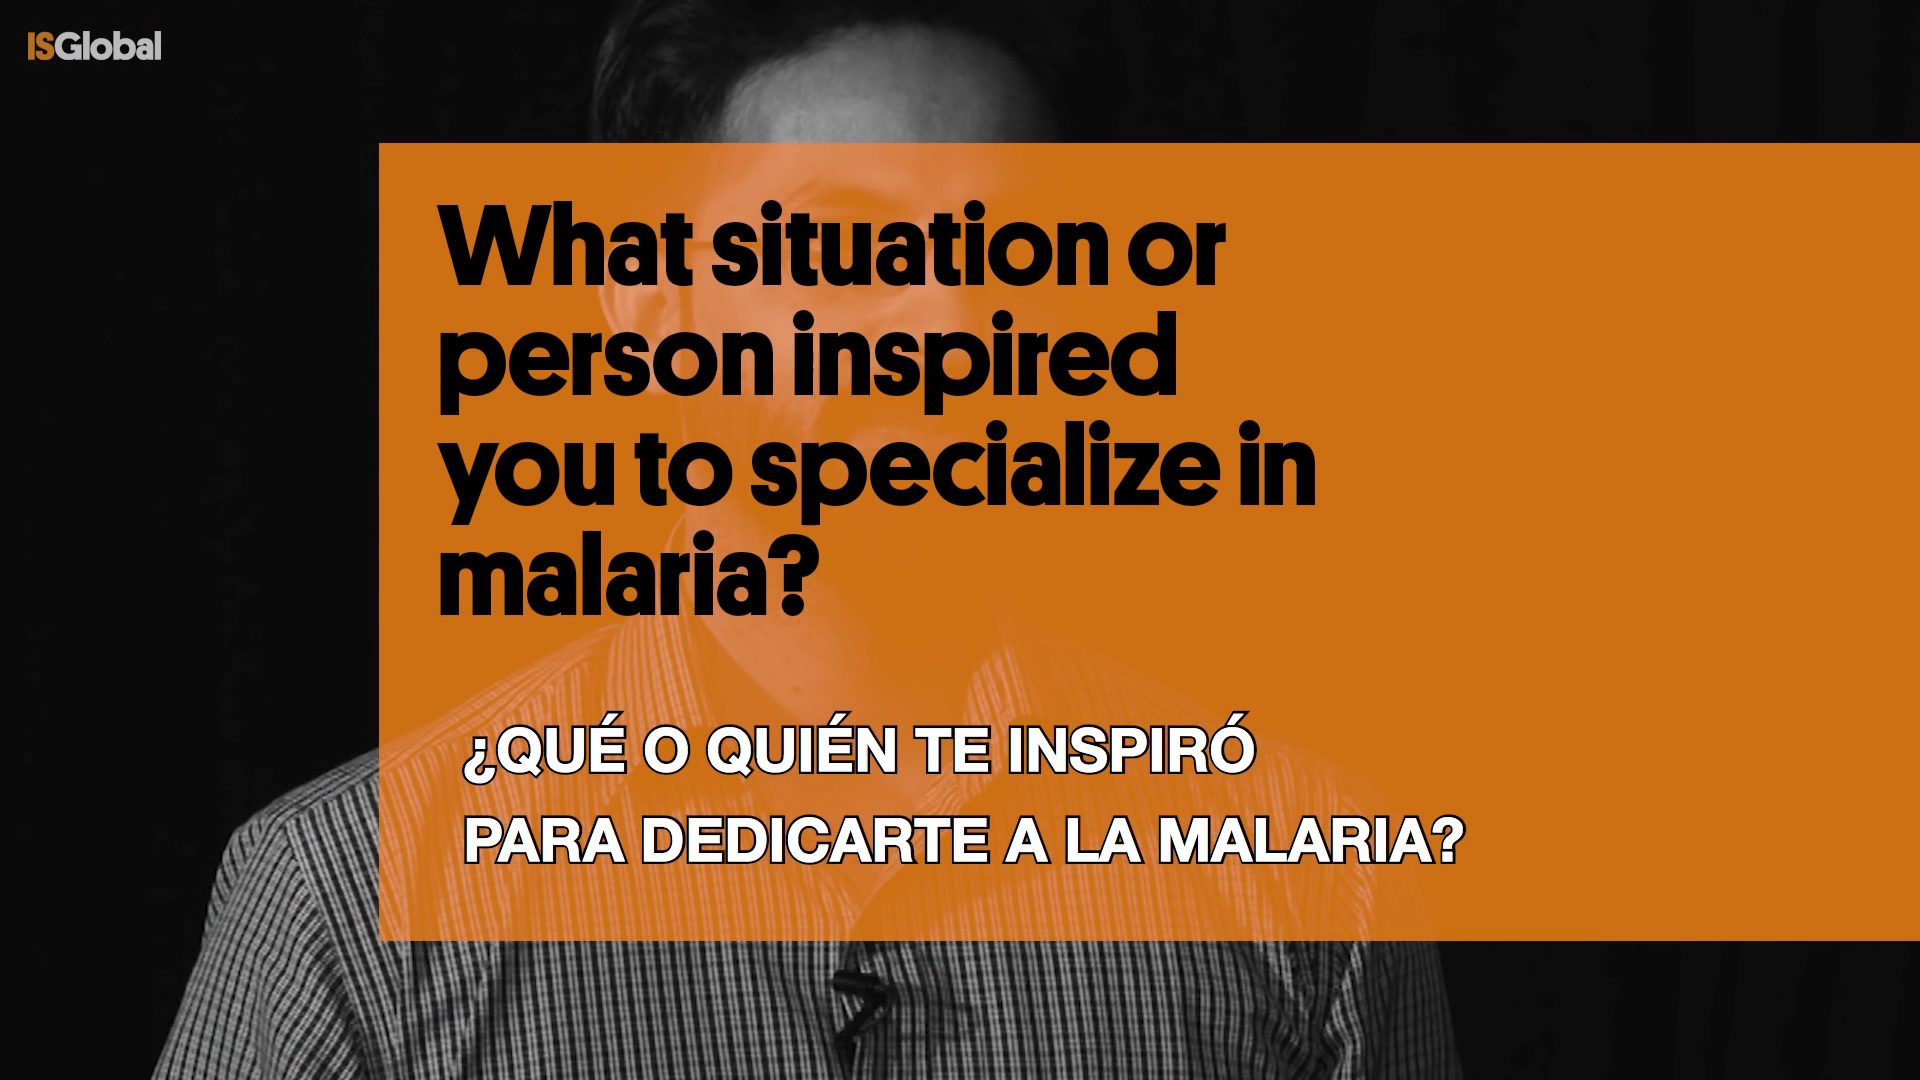 ISGlobal
What situation or
person inspired
you to specialize in
malaria?
¿QUÉ O QUIÉN TE INSPIRÓ
PARA DEDICARTE A LA MALARIA?